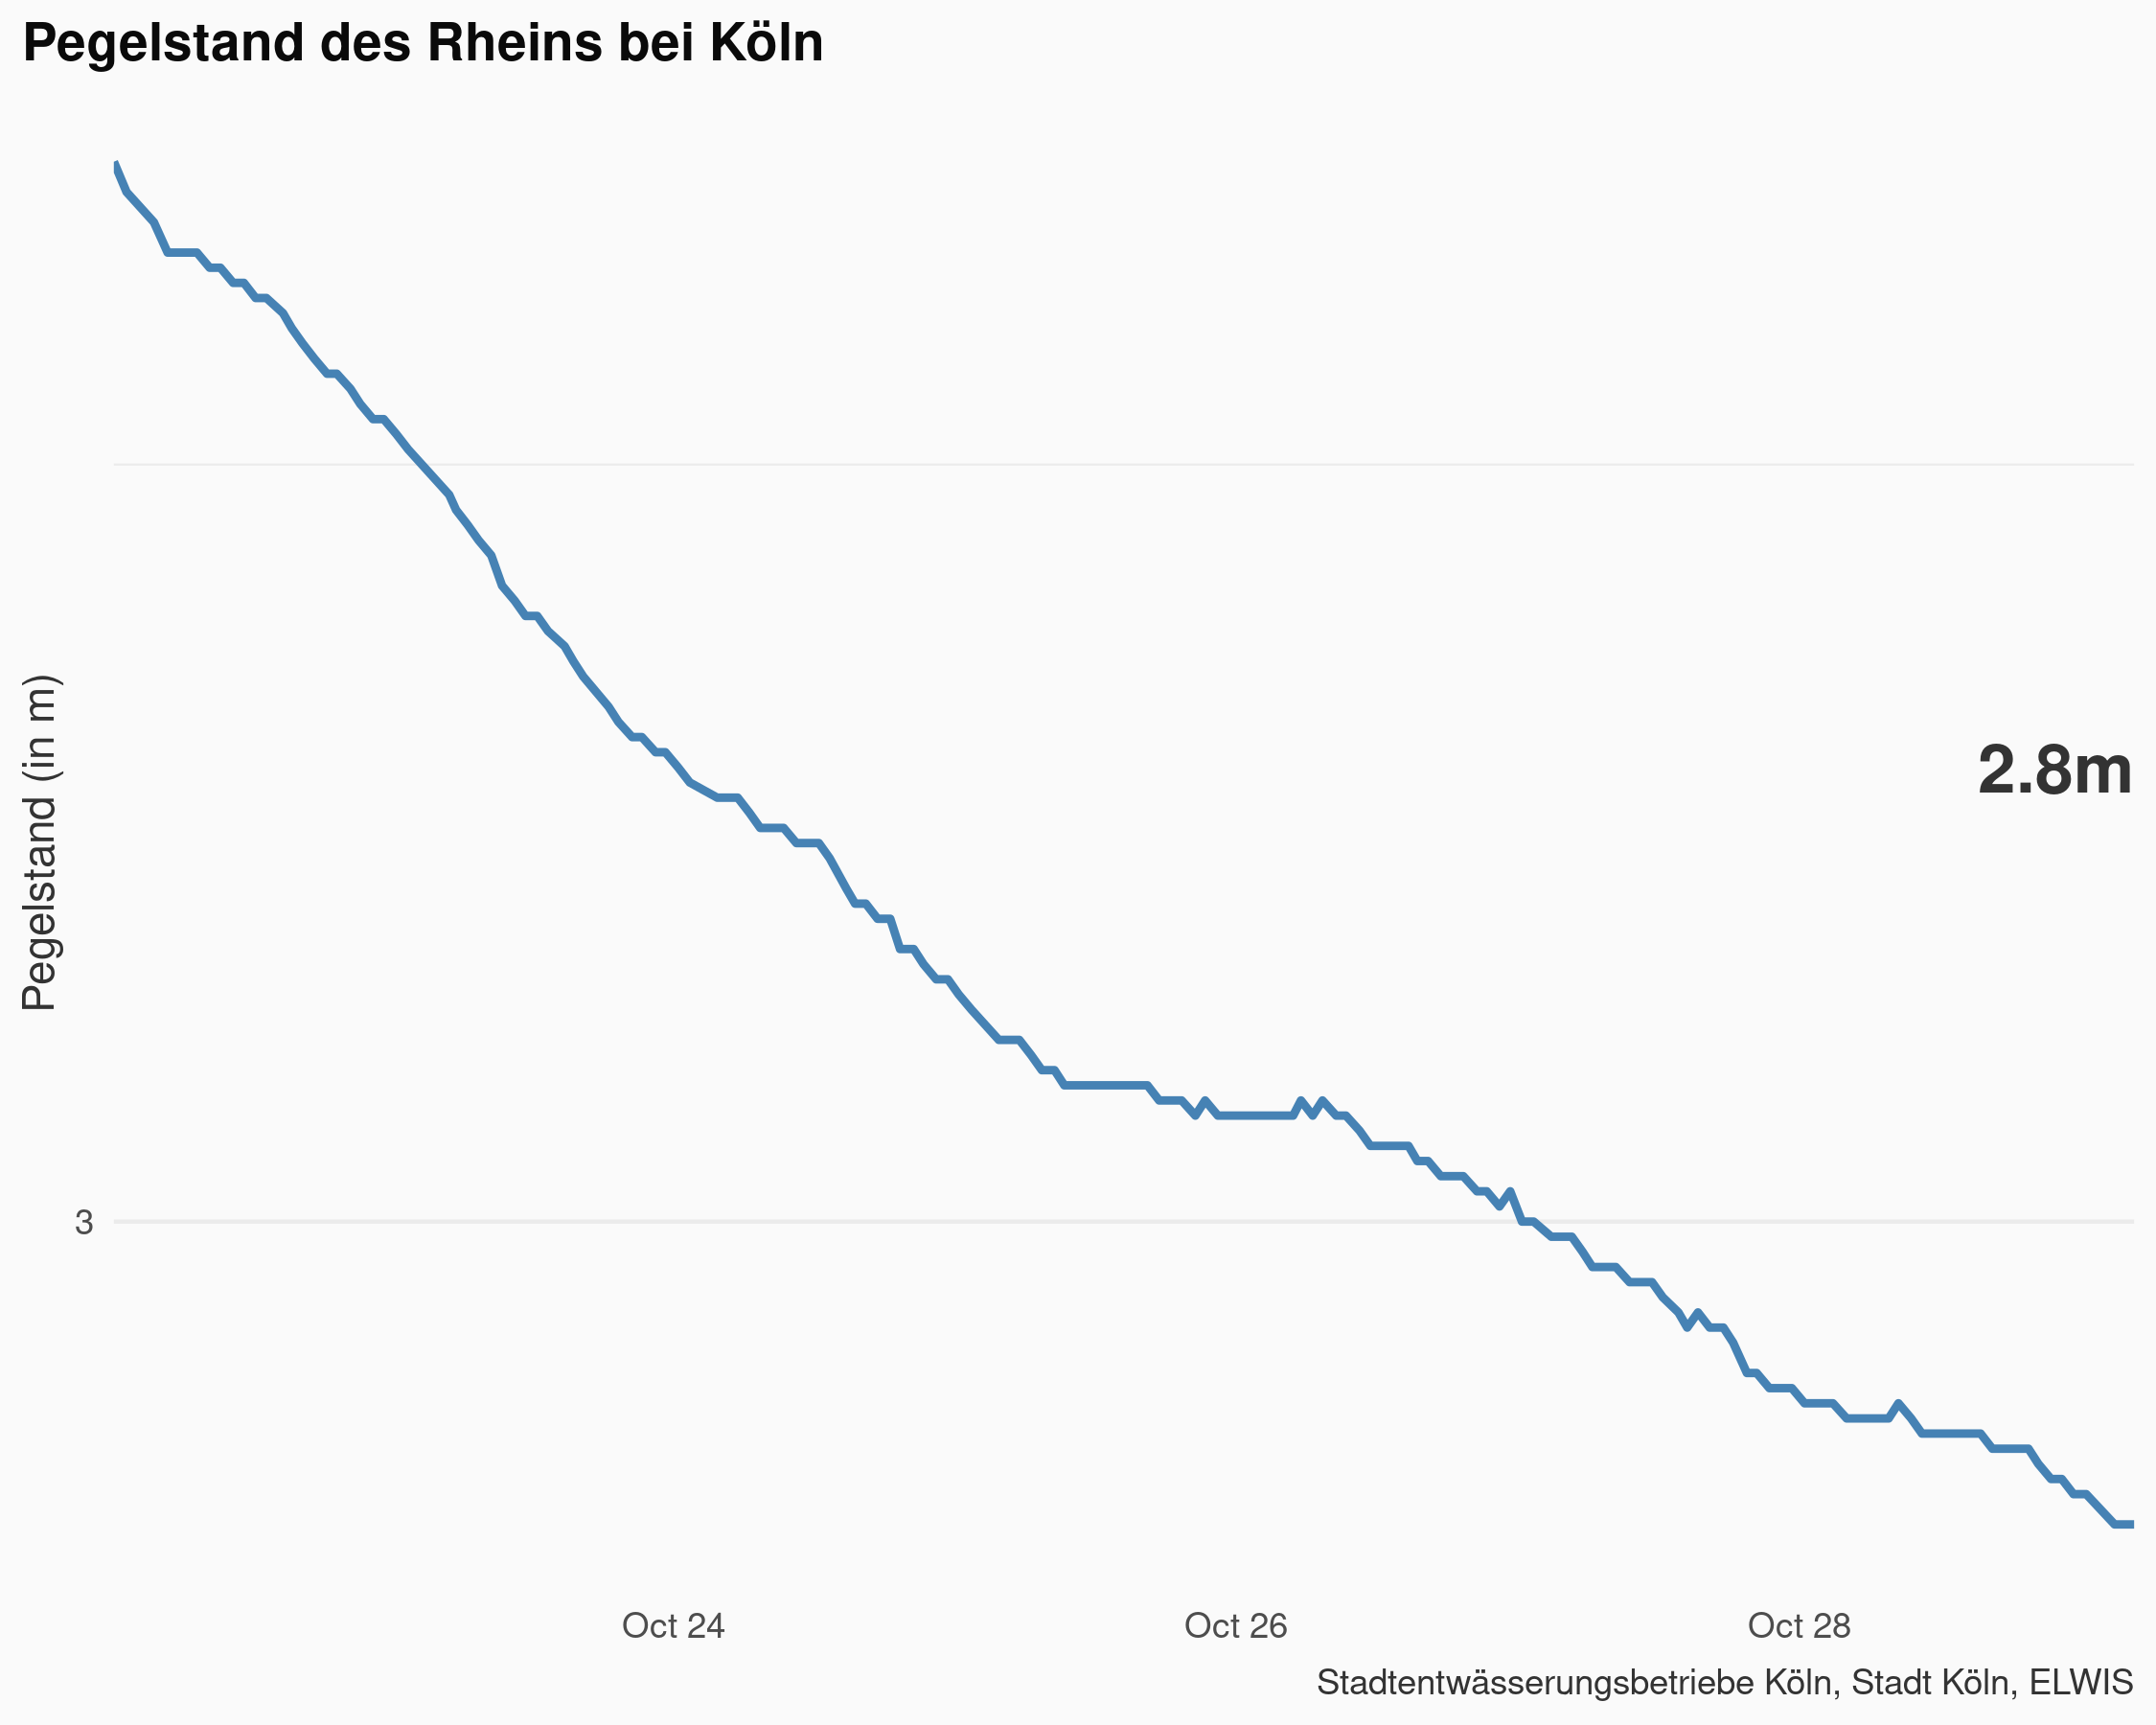 Pegelstand des Rheins bei Köln
Pegelstand (in m)
2.8m
3
Oct 24 Oct 26 Oct 28
Stadtentwässerungsbetriebe Köln, Stadt Köln, ELWIS